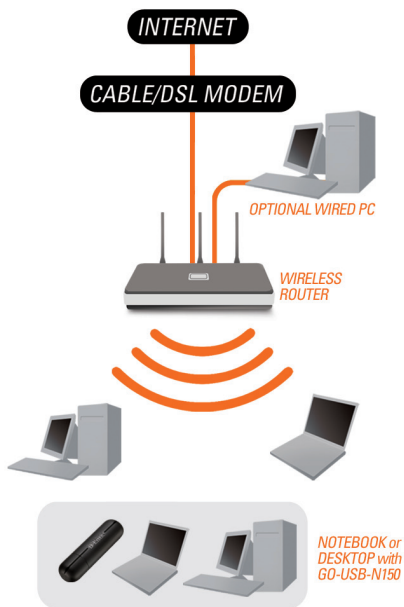 INTERNET
CABLE/DSL MODEM
OPTIONAL WIRED PC
WIRELESS
ROUTER
NOTEBOOK or
DESKTOP with
GO-USB-N150